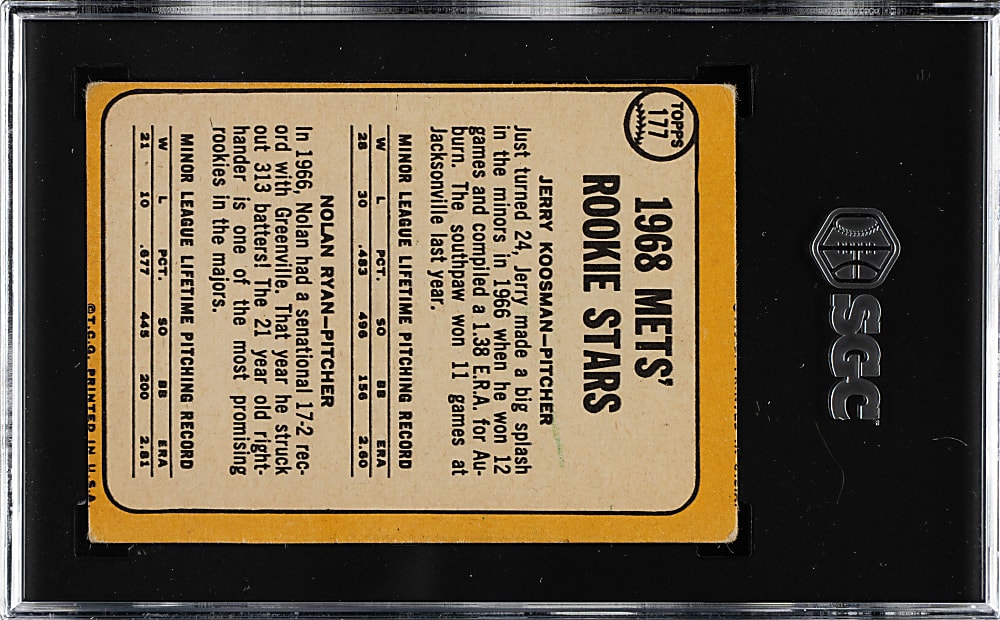 TOPPS
177
1968 METS'
ROOKIE STARS
JERRY KOOSMAN—PITCHER
Just turned 24, Jerry made a big splash
in the minors in 1966 when he won 12
games and compiled a 1.38 E.R.A. for Au-
burn. The southpaw won 11 games at
Jacksonville last year.
MINOR LEAGUE LIFETIME PITCHING RECORD
W L PCT. SO BB ERA
28 30 .483 496 156 2.60
NOLAN RYAN—PITCHER
In 1966, Nolan had a sensational 17-2 rec-
ord with Greenville. That year he struck
out 313 batters! The 21 year old right-
hander is one of the most promising
rookies in the majors.
MINOR LEAGUE LIFETIME PITCHING RECORD
W L PCT. SO BB ERA
21 10 .677 445 200 2.81
©T.C.G. PRINTED IN U.S.A
SGC